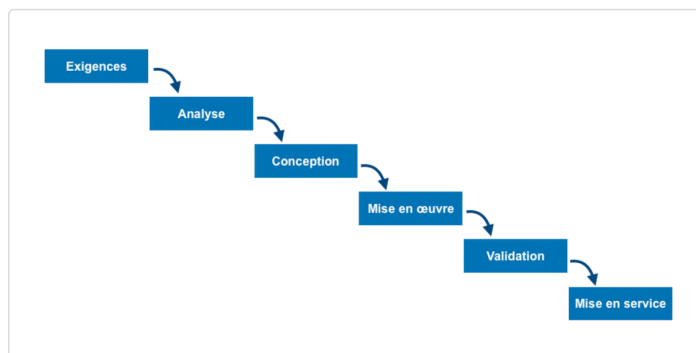 Exigences
Analyse
Conception
Mise en œuvre
Validation
Mise en service